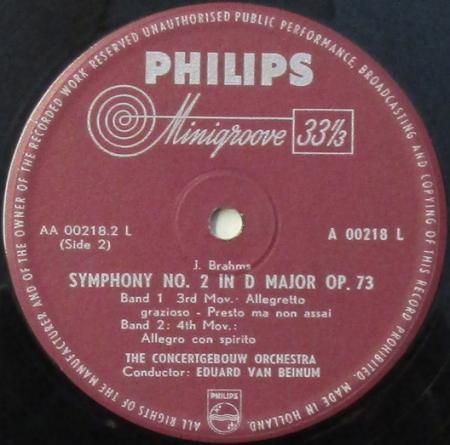 ALL RIGHTS OF THE MANUFACTURER AND OF THE OWNER OF THE RECORDED WORK RESERVED UNAUTHORISED PUBLIC PERFORMANCE, BROADCASTING AND COPYING OF THIS RECORD PROHIBITED. MADE IN HOLLAND.
PHILIPS
Minigroove 33⅓
AA 00218.2 L
(Side 2)
A 00218 L
J. Brahms
SYMPHONY NO. 2 IN D MAJOR OP. 73
Band 1 3rd Mov.: Allegretto
grazioso - Presto ma non assai
Band 2: 4th Mov.:
Allegro con spirito
THE CONCERTGEBOUW ORCHESTRA
Conductor: EDUARD VAN BEINUM
PHILIPS